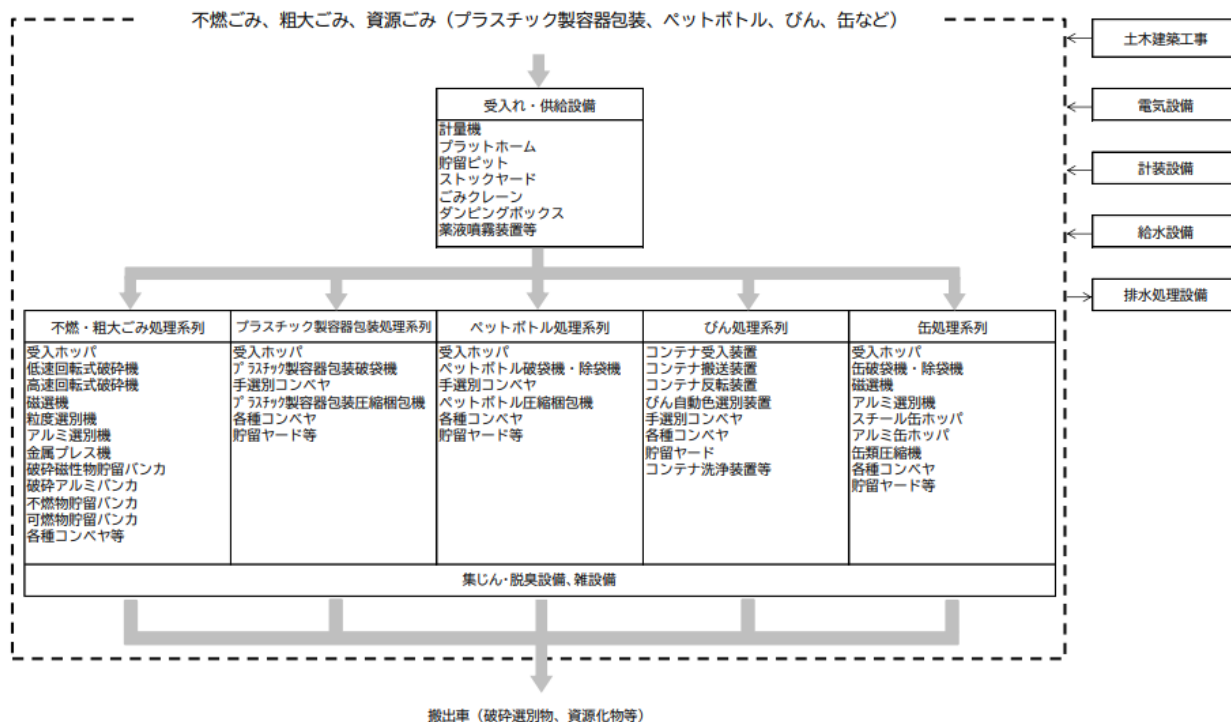 不燃ごみ、粗大ごみ、資源ごみ（プラスチック製容器包装、ペットボトル、びん、缶など）
受入れ・供給設備
計量機
プラットホーム
貯留ピット
ストックヤード
ごみクレーン
ダンピングボックス
薬液噴霧装置等
不燃・粗大ごみ処理系列
受入ホッパ
低速回転式破砕機
高速回転式破砕機
磁選機
粒度選別機
アルミ選別機
金属プレス機
破砕磁性物貯留バンカ
破砕アルミバンカ
不燃物貯留バンカ
可燃物貯留バンカ
各種コンベヤ等
プラスチック製容器包装処理系列
受入ホッパ
プラスチック製容器包装破袋機
手選別コンベヤ
プラスチック製容器包装圧縮梱包機
各種コンベヤ
貯留ヤード等
ペットボトル処理系列
受入ホッパ
ペットボトル破袋機・除袋機
手選別コンベヤ
ペットボトル圧縮梱包機
各種コンベヤ
貯留ヤード等
びん処理系列
コンテナ受入装置
コンテナ搬送装置
コンテナ反転装置
びん自動色選別装置
手選別コンベヤ
各種コンベヤ
貯留ヤード
コンテナ洗浄装置等
缶処理系列
受入ホッパ
缶破袋機・除袋機
磁選機
アルミ選別機
スチール缶ホッパ
アルミ缶ホッパ
缶類圧縮機
各種コンベヤ
貯留ヤード等
集じん・脱臭設備、雑設備
搬出車（破砕選別物、資源化物等）
土木建築工事
電気設備
計装設備
給水設備
排水処理設備